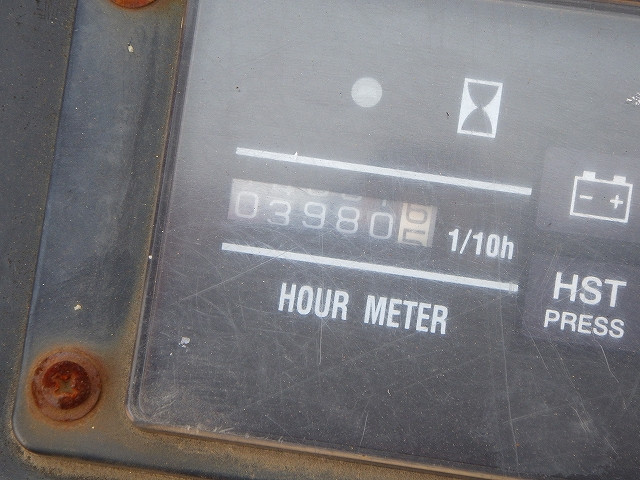 03980
1/10h
HOUR METER
- +
HST
PRESS